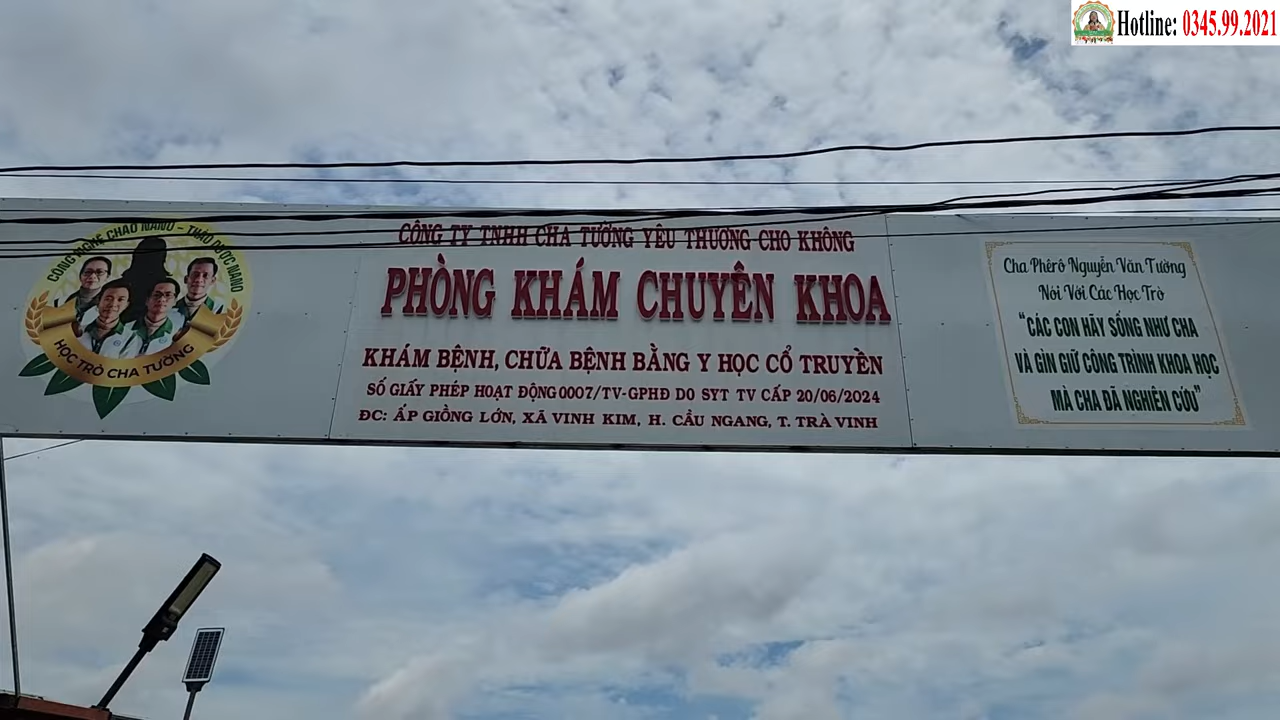 Hotline: 0345.99.2021
CÔNG NGHỆ CHAO NANO - THẢO DƯỢC NANO
HỌC TRÒ CHA TƯỜNG
CÔNG TY TNHH CHA TƯỜNG YÊU THƯƠNG CHO KHÔNG
PHÒNG KHÁM CHUYÊN KHOA
KHÁM BỆNH, CHỮA BỆNH BẰNG Y HỌC CỔ TRUYỀN
SỐ GIẤY PHÉP HOẠT ĐỘNG 0007/TV-GPHĐ DO SYT TV CẤP 20/06/2024
ĐC: ẤP GIỒNG LỚN, XÃ VINH KIM, H. CẦU NGANG, T. TRÀ VINH
Cha Phêrô Nguyễn Văn Tường
Nói Với Các Học Trò
“CÁC CON HÃY SỐNG NHƯ CHA
VÀ GÌN GIỮ CÔNG TRÌNH KHOA HỌC
MÀ CHA ĐÃ NGHIÊN CỨU”